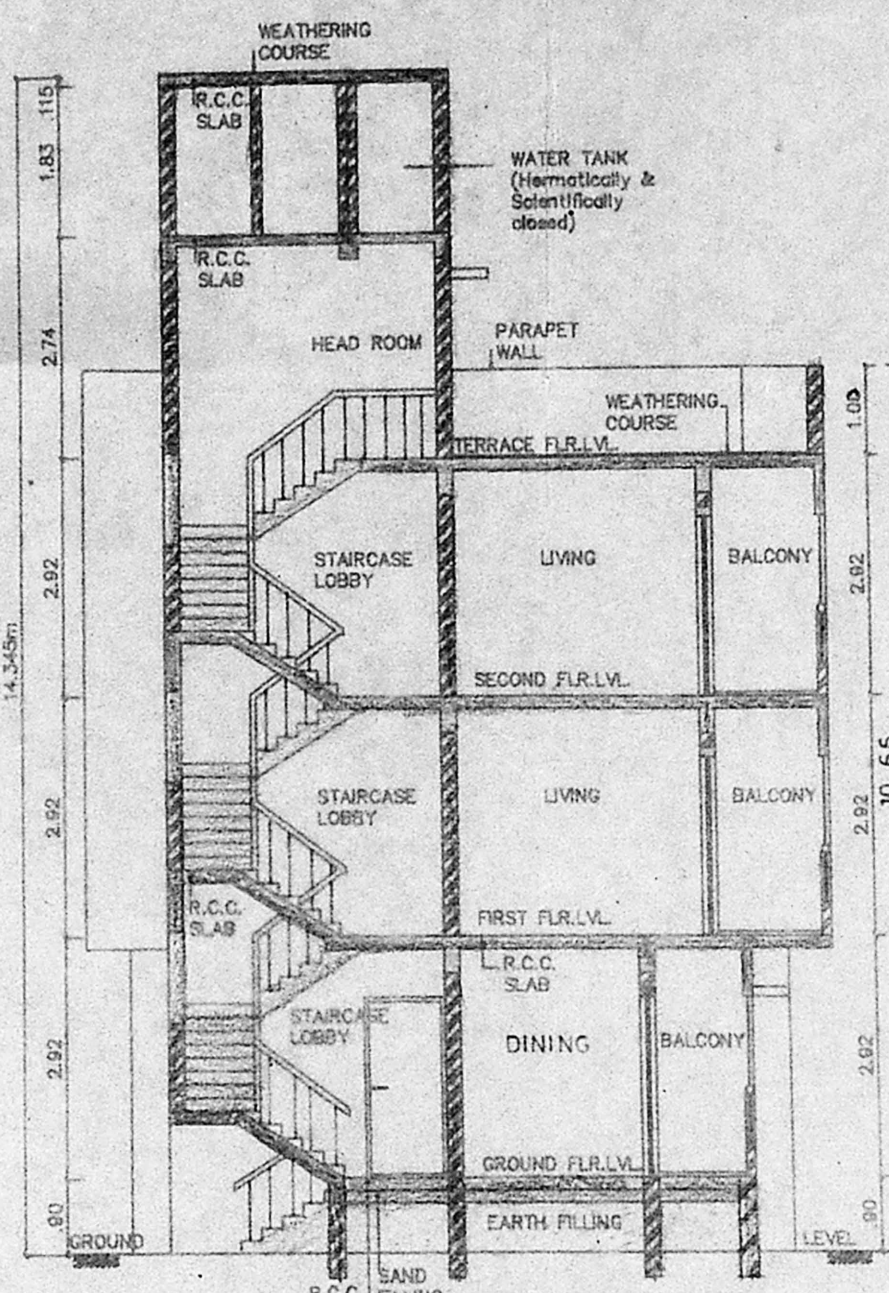 WEATHERING
COURSE
R.C.C.
SLAB
.115
1.83
WATER TANK
(Hermatically &
Scientifically
closed)
R.C.C.
SLAB
2.74
HEAD ROOM
PARAPET
WALL
WEATHERING
COURSE
1.00
TERRACE FLR.LVL.
2.92
STAIRCASE
LOBBY
LIVING
BALCONY
2.92
14.345m
SECOND FLR.LVL.
2.92
STAIRCASE
LOBBY
LIVING
BALCONY
2.92
10.66
R.C.C.
SLAB
FIRST FLR.LVL.
R.C.C.
SLAB
2.92
STAIRCASE
LOBBY
DINING
BALCONY
2.92
GROUND FLR.LVL.
.90
EARTH FILLING
.90
GROUND
LEVEL
R.C.C.
SAND